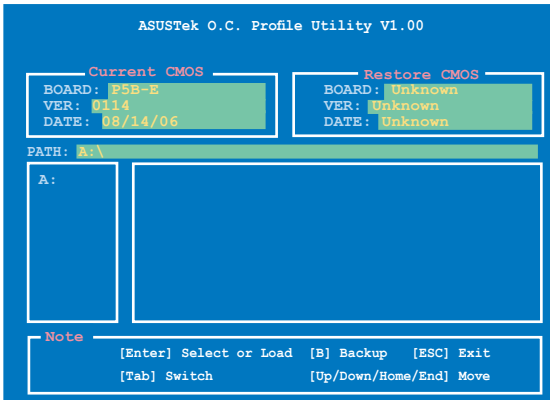 ASUSTek O.C. Profile Utility V1.00
Current CMOS
BOARD: P5B-E
VER: 0114
DATE: 08/14/06
Restore CMOS
BOARD: Unknown
VER: Unknown
DATE: Unknown
PATH: A:\
A:
Note
[Enter] Select or Load [B] Backup [ESC] Exit
[Tab] Switch [Up/Down/Home/End] Move